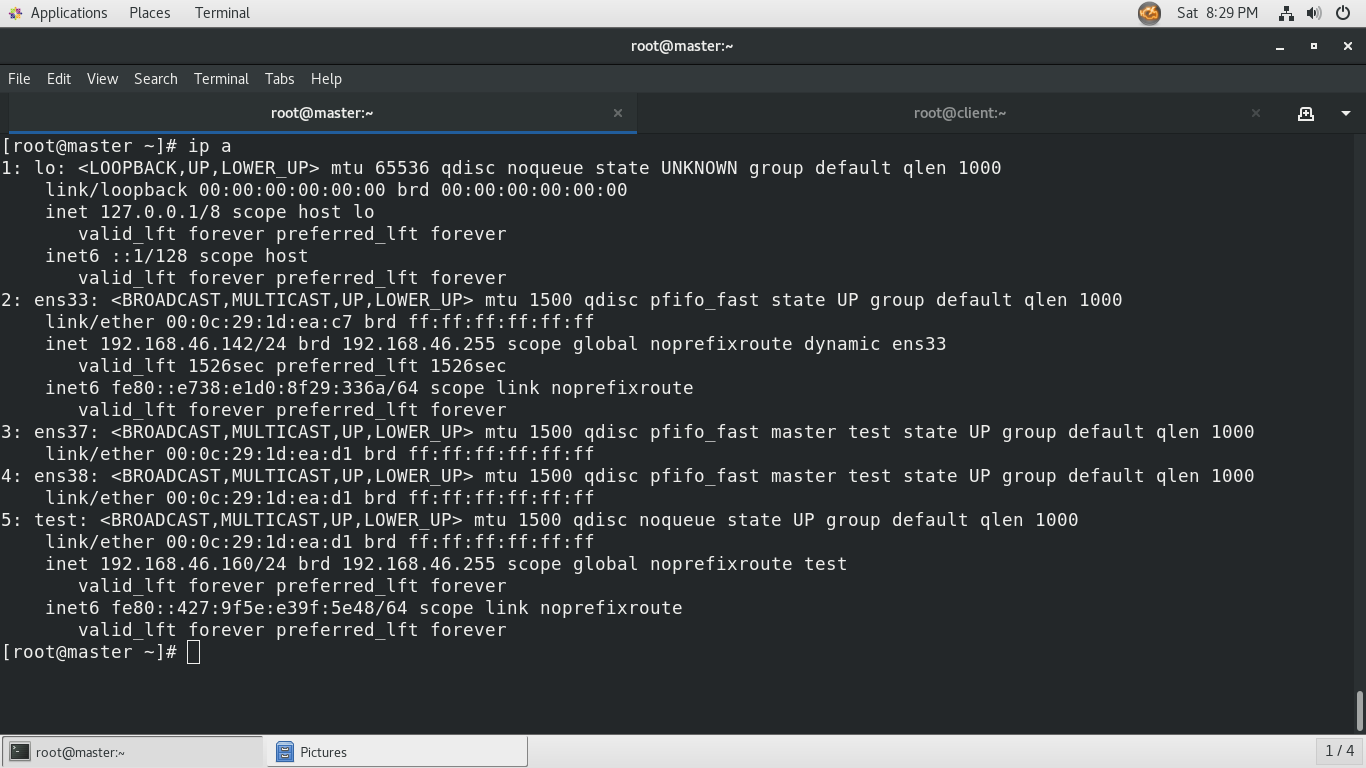 Applications Places Terminal Sat 8:29 PM
root@master:~
File Edit View Search Terminal Tabs Help
root@master:~ × root@client:~ ×
[root@master ~]# ip a
1: lo: <LOOPBACK,UP,LOWER_UP> mtu 65536 qdisc noqueue state UNKNOWN group default qlen 1000
    link/loopback 00:00:00:00:00:00 brd 00:00:00:00:00:00
    inet 127.0.0.1/8 scope host lo
       valid_lft forever preferred_lft forever
    inet6 ::1/128 scope host
       valid_lft forever preferred_lft forever
2: ens33: <BROADCAST,MULTICAST,UP,LOWER_UP> mtu 1500 qdisc pfifo_fast state UP group default qlen 1000
    link/ether 00:0c:29:1d:ea:c7 brd ff:ff:ff:ff:ff:ff
    inet 192.168.46.142/24 brd 192.168.46.255 scope global noprefixroute dynamic ens33
       valid_lft 1526sec preferred_lft 1526sec
    inet6 fe80::e738:e1d0:8f29:336a/64 scope link noprefixroute
       valid_lft forever preferred_lft forever
3: ens37: <BROADCAST,MULTICAST,UP,LOWER_UP> mtu 1500 qdisc pfifo_fast master test state UP group default qlen 1000
    link/ether 00:0c:29:1d:ea:d1 brd ff:ff:ff:ff:ff:ff
4: ens38: <BROADCAST,MULTICAST,UP,LOWER_UP> mtu 1500 qdisc pfifo_fast master test state UP group default qlen 1000
    link/ether 00:0c:29:1d:ea:d1 brd ff:ff:ff:ff:ff:ff
5: test: <BROADCAST,MULTICAST,UP,LOWER_UP> mtu 1500 qdisc noqueue state UP group default qlen 1000
    link/ether 00:0c:29:1d:ea:d1 brd ff:ff:ff:ff:ff:ff
    inet 192.168.46.160/24 brd 192.168.46.255 scope global noprefixroute test
       valid_lft forever preferred_lft forever
    inet6 fe80::427:9f5e:e39f:5e48/64 scope link noprefixroute
       valid_lft forever preferred_lft forever
[root@master ~]#
root@master:~ Pictures 1 / 4